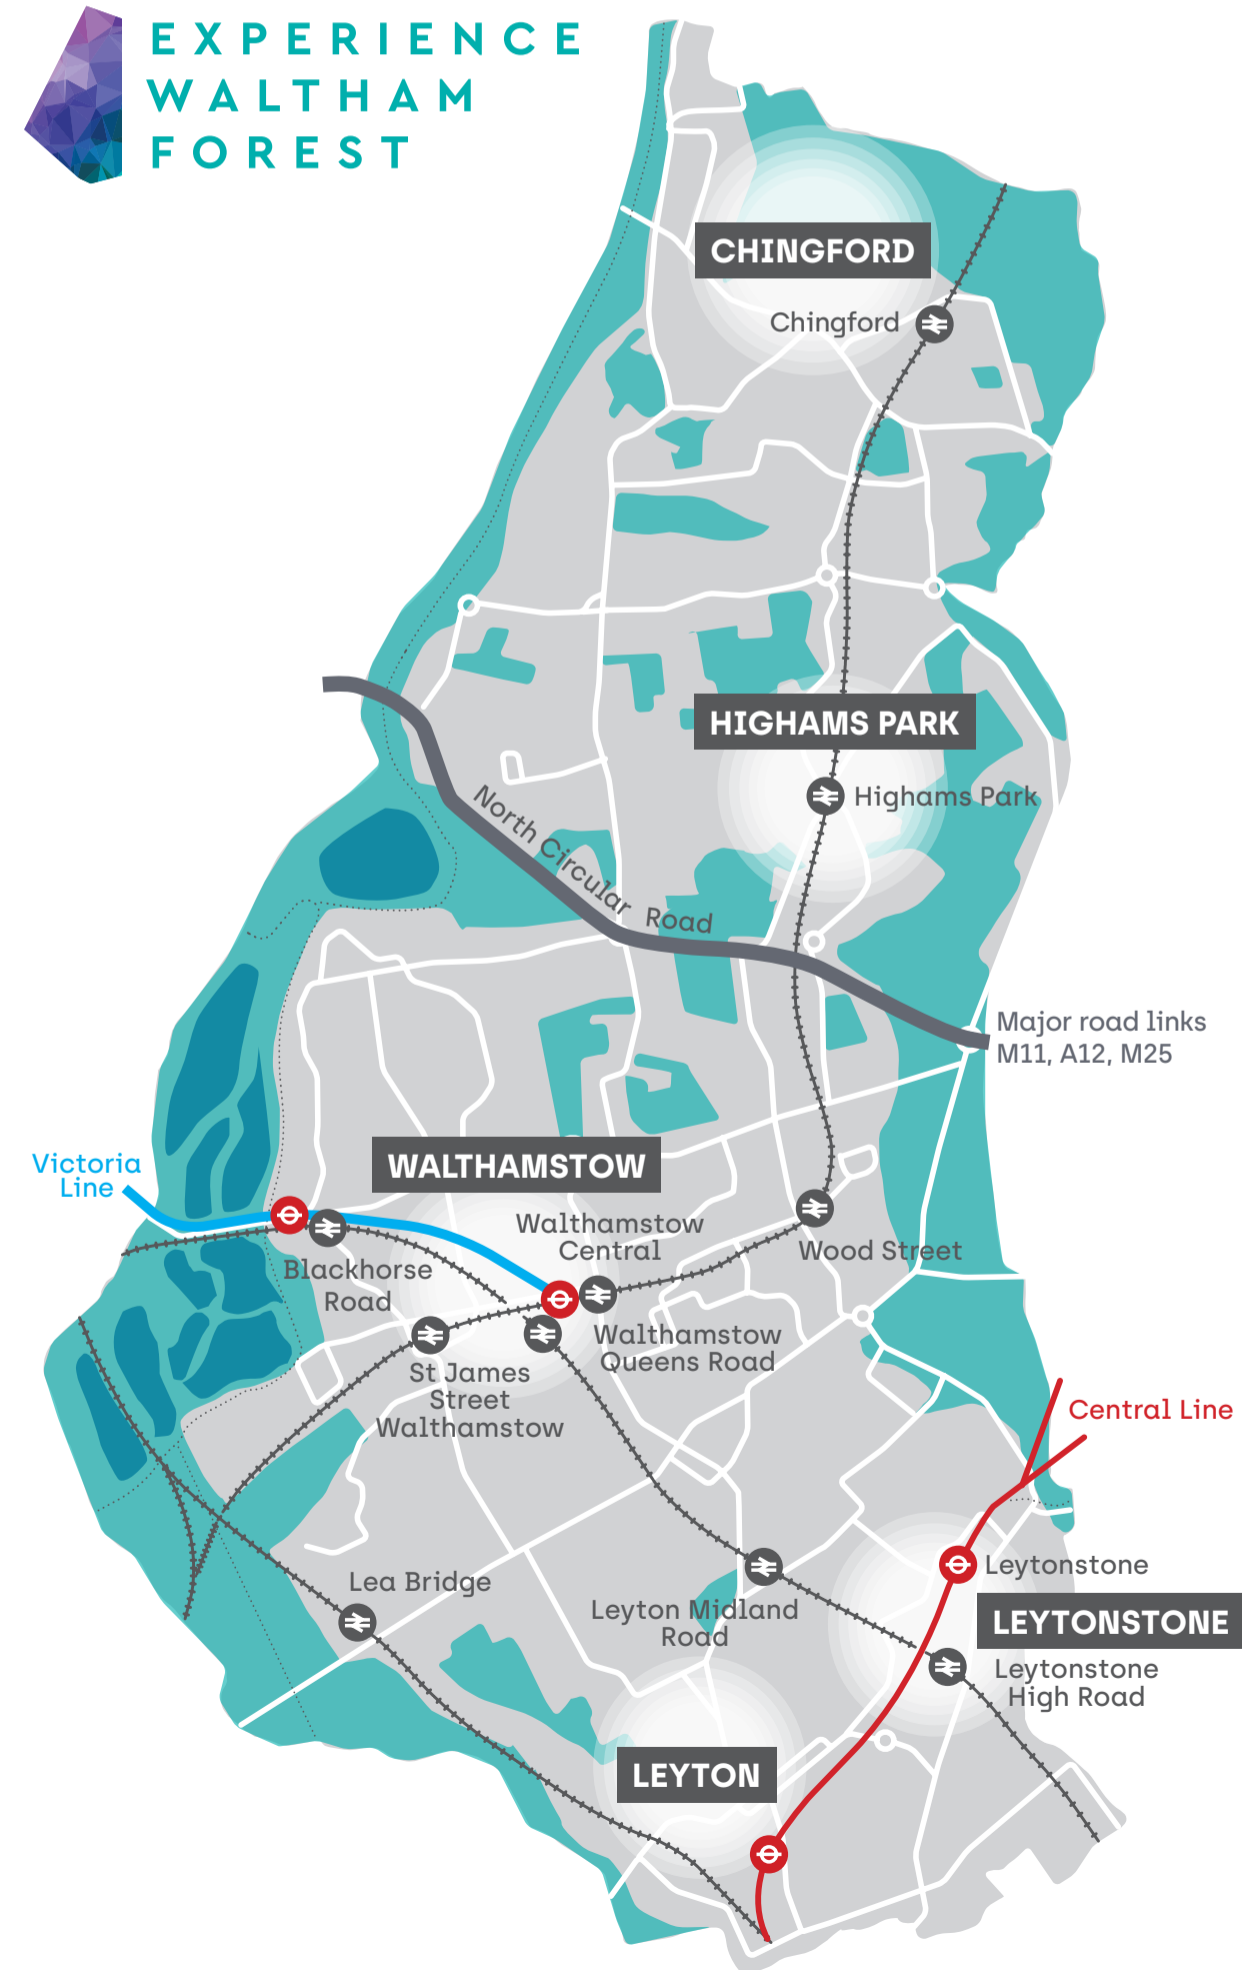 EXPERIENCE
WALTHAM
FOREST
CHINGFORD
Chingford
HIGHAMS PARK
Highams Park
North Circular Road
Major road links
M11, A12, M25
WALTHAMSTOW
Victoria
Line
Walthamstow
Central
Wood Street
Blackhorse
Road
Walthamstow
Queens Road
St James
Street
Walthamstow
Central Line
Leytonstone
Lea Bridge
Leyton Midland
Road
LEYTONSTONE
Leytonstone
High Road
LEYTON